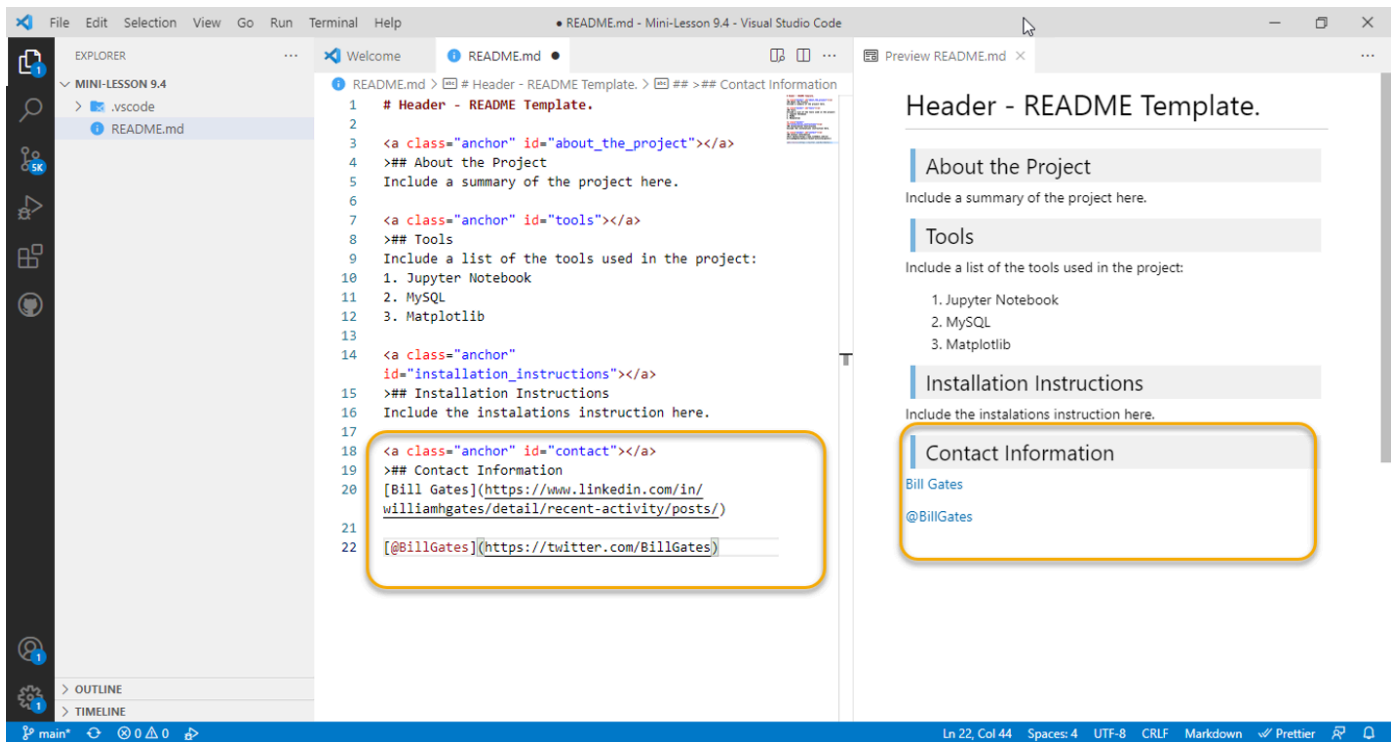 File Edit Selection View Go Run Terminal Help
● README.md - Mini-Lesson 9.4 - Visual Studio Code
EXPLORER
MINI-LESSON 9.4
.vscode
README.md
OUTLINE
TIMELINE
1
5K
1
1
Welcome
README.md ●
README.md > # Header - README Template. > ## >## Contact Information
1 # Header - README Template.
2
3 <a class="anchor" id="about_the_project"></a>
4 >## About the Project
5 Include a summary of the project here.
6
7 <a class="anchor" id="tools"></a>
8 >## Tools
9 Include a list of the tools used in the project:
10 1. Jupyter Notebook
11 2. MySQL
12 3. Matplotlib
13
14 <a class="anchor"
id="installation_instructions"></a>
15 >## Installation Instructions
16 Include the instalations instruction here.
17
18 <a class="anchor" id="contact"></a>
19 >## Contact Information
20 [Bill Gates](https://www.linkedin.com/in/
williamhgates/detail/recent-activity/posts/)
21
22 [@BillGates](https://twitter.com/BillGates)
Preview README.md
Header - README Template.
About the Project
Include a summary of the project here.
Tools
Include a list of the tools used in the project:
1. Jupyter Notebook
2. MySQL
3. Matplotlib
Installation Instructions
Include the instalations instruction here.
Contact Information
Bill Gates
@BillGates
main* 0 0
Ln 22, Col 44 Spaces: 4 UTF-8 CRLF Markdown Prettier